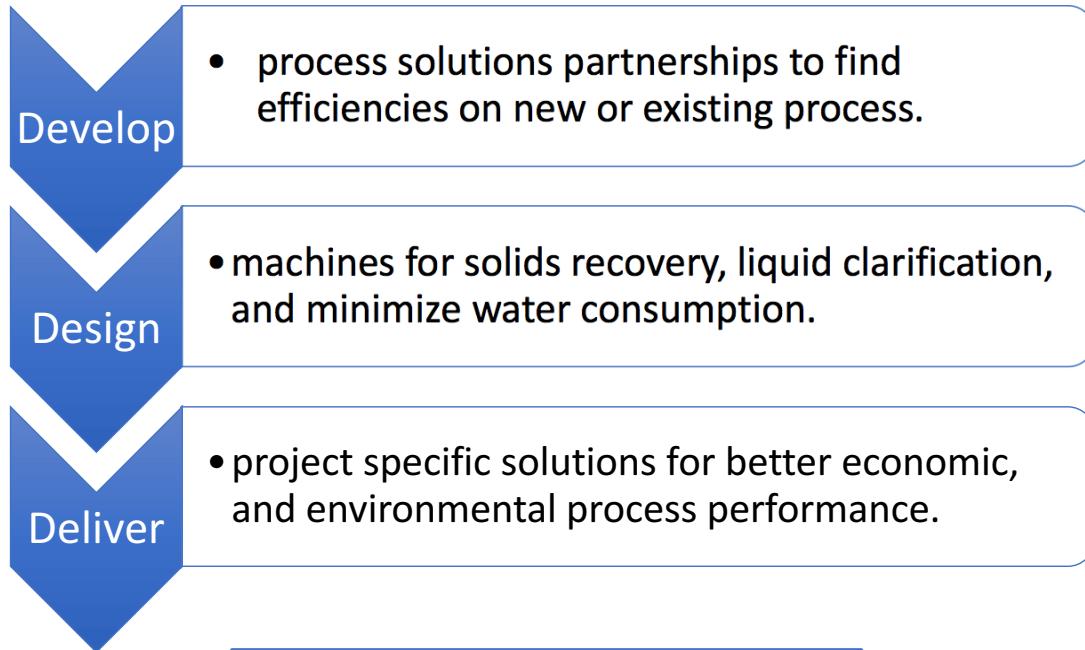 Develop
• process solutions partnerships to find
efficiencies on new or existing process.
Design
•machines for solids recovery, liquid clarification,
and minimize water consumption.
Deliver
•project specific solutions for better economic,
and environmental process performance.